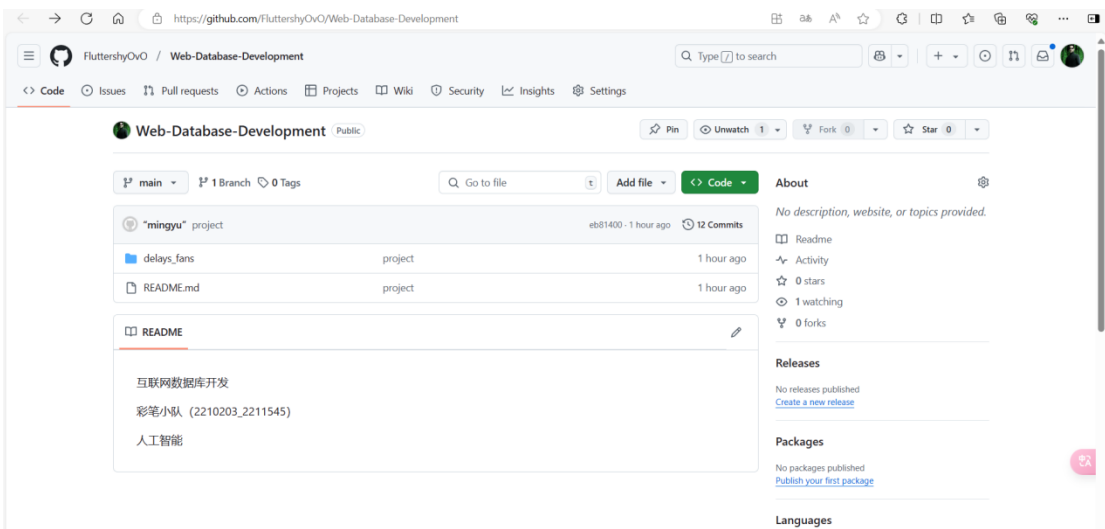 https://github.com/FluttershyOvO/Web-Database-Development
FluttershyOvO / Web-Database-Development
Type / to search
Code Issues Pull requests Actions Projects Wiki Security Insights Settings
Web-Database-Development Public
Pin Unwatch 1 Fork 0 Star 0
main 1 Branch 0 Tags Go to file t Add file Code
"mingyu" project eb81400 · 1 hour ago 12 Commits
delays_fans project 1 hour ago
README.md project 1 hour ago
README
互联网数据库开发
彩笔小队（2210203_2211545）
人工智能
About
No description, website, or topics provided.
Readme
Activity
0 stars
1 watching
0 forks
Releases
No releases published
Create a new release
Packages
No packages published
Publish your first package
Languages